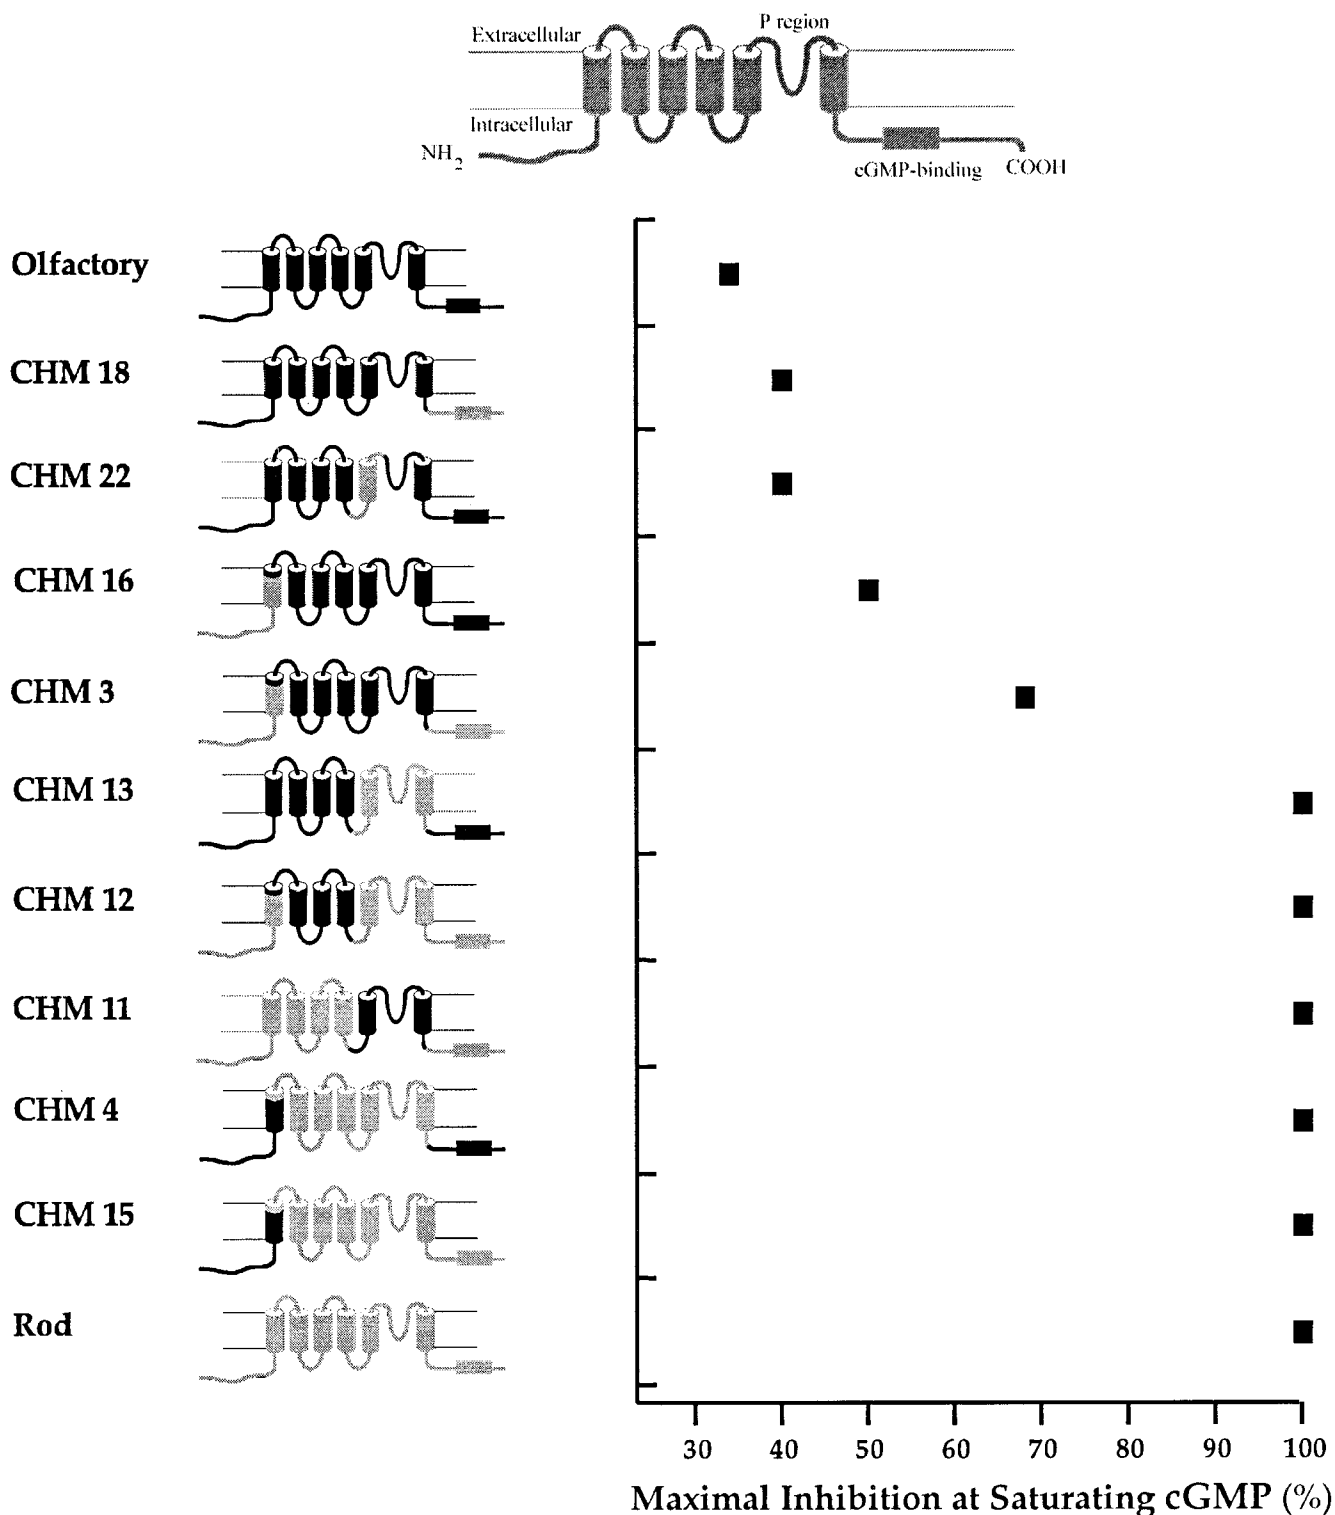 Extracellular
P region
Intracellular
NH2
cGMP-binding
COOH
Olfactory
CHM 18
CHM 22
CHM 16
CHM 3
CHM 13
CHM 12
CHM 11
CHM 4
CHM 15
Rod
30 40 50 60 70 80 90 100
Maximal Inhibition at Saturating cGMP (%)